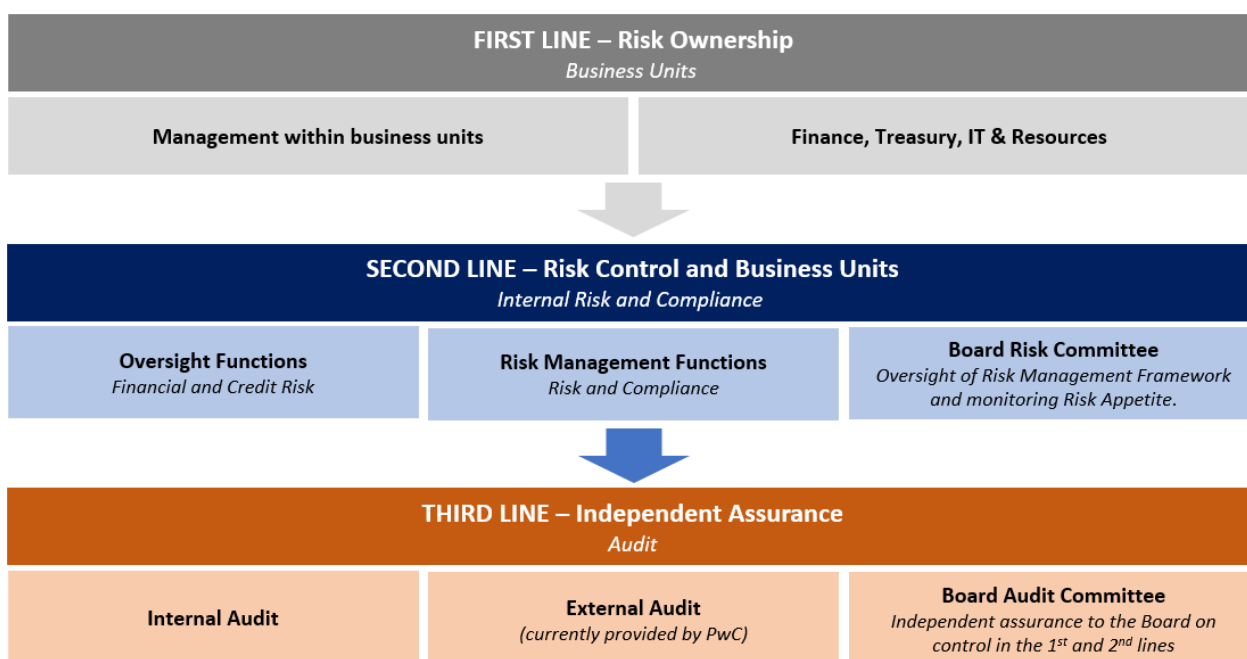 FIRST LINE – Risk Ownership
Business Units
Management within business units
Finance, Treasury, IT & Resources
SECOND LINE – Risk Control and Business Units
Internal Risk and Compliance
Oversight Functions
Financial and Credit Risk
Risk Management Functions
Risk and Compliance
Board Risk Committee
Oversight of Risk Management Framework
and monitoring Risk Appetite.
THIRD LINE – Independent Assurance
Audit
Internal Audit
External Audit
(currently provided by PwC)
Board Audit Committee
Independent assurance to the Board on
control in the 1st and 2nd lines